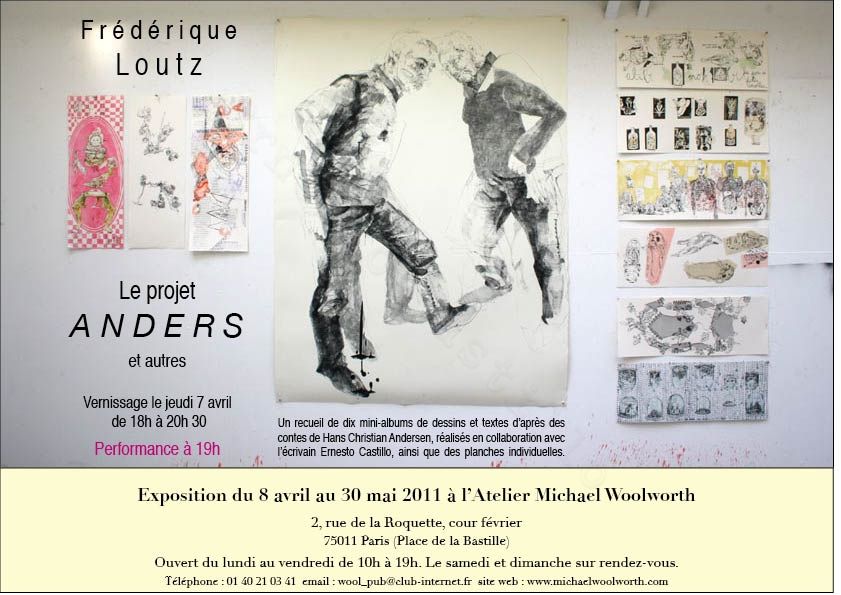 Frédérique
Loutz
Le projet
ANDERS
et autres
Vernissage le jeudi 7 avril
de 18h à 20h 30
Performance à 19h
Un recueil de dix mini-albums de dessins et textes d'après des
contes de Hans Christian Andersen, réalisés en collaboration avec
l'écrivain Ernesto Castillo, ainsi que des planches individuelles.
Exposition du 8 avril au 30 mai 2011 à l'Atelier Michael Woolworth
2, rue de la Roquette, cour février
75011 Paris (Place de la Bastille)
Ouvert du lundi au vendredi de 10h à 19h. Le samedi et dimanche sur rendez-vous.
Téléphone : 01 40 21 03 41 email : wool_pub@club-internet.fr site web : www.michaelwoolworth.com